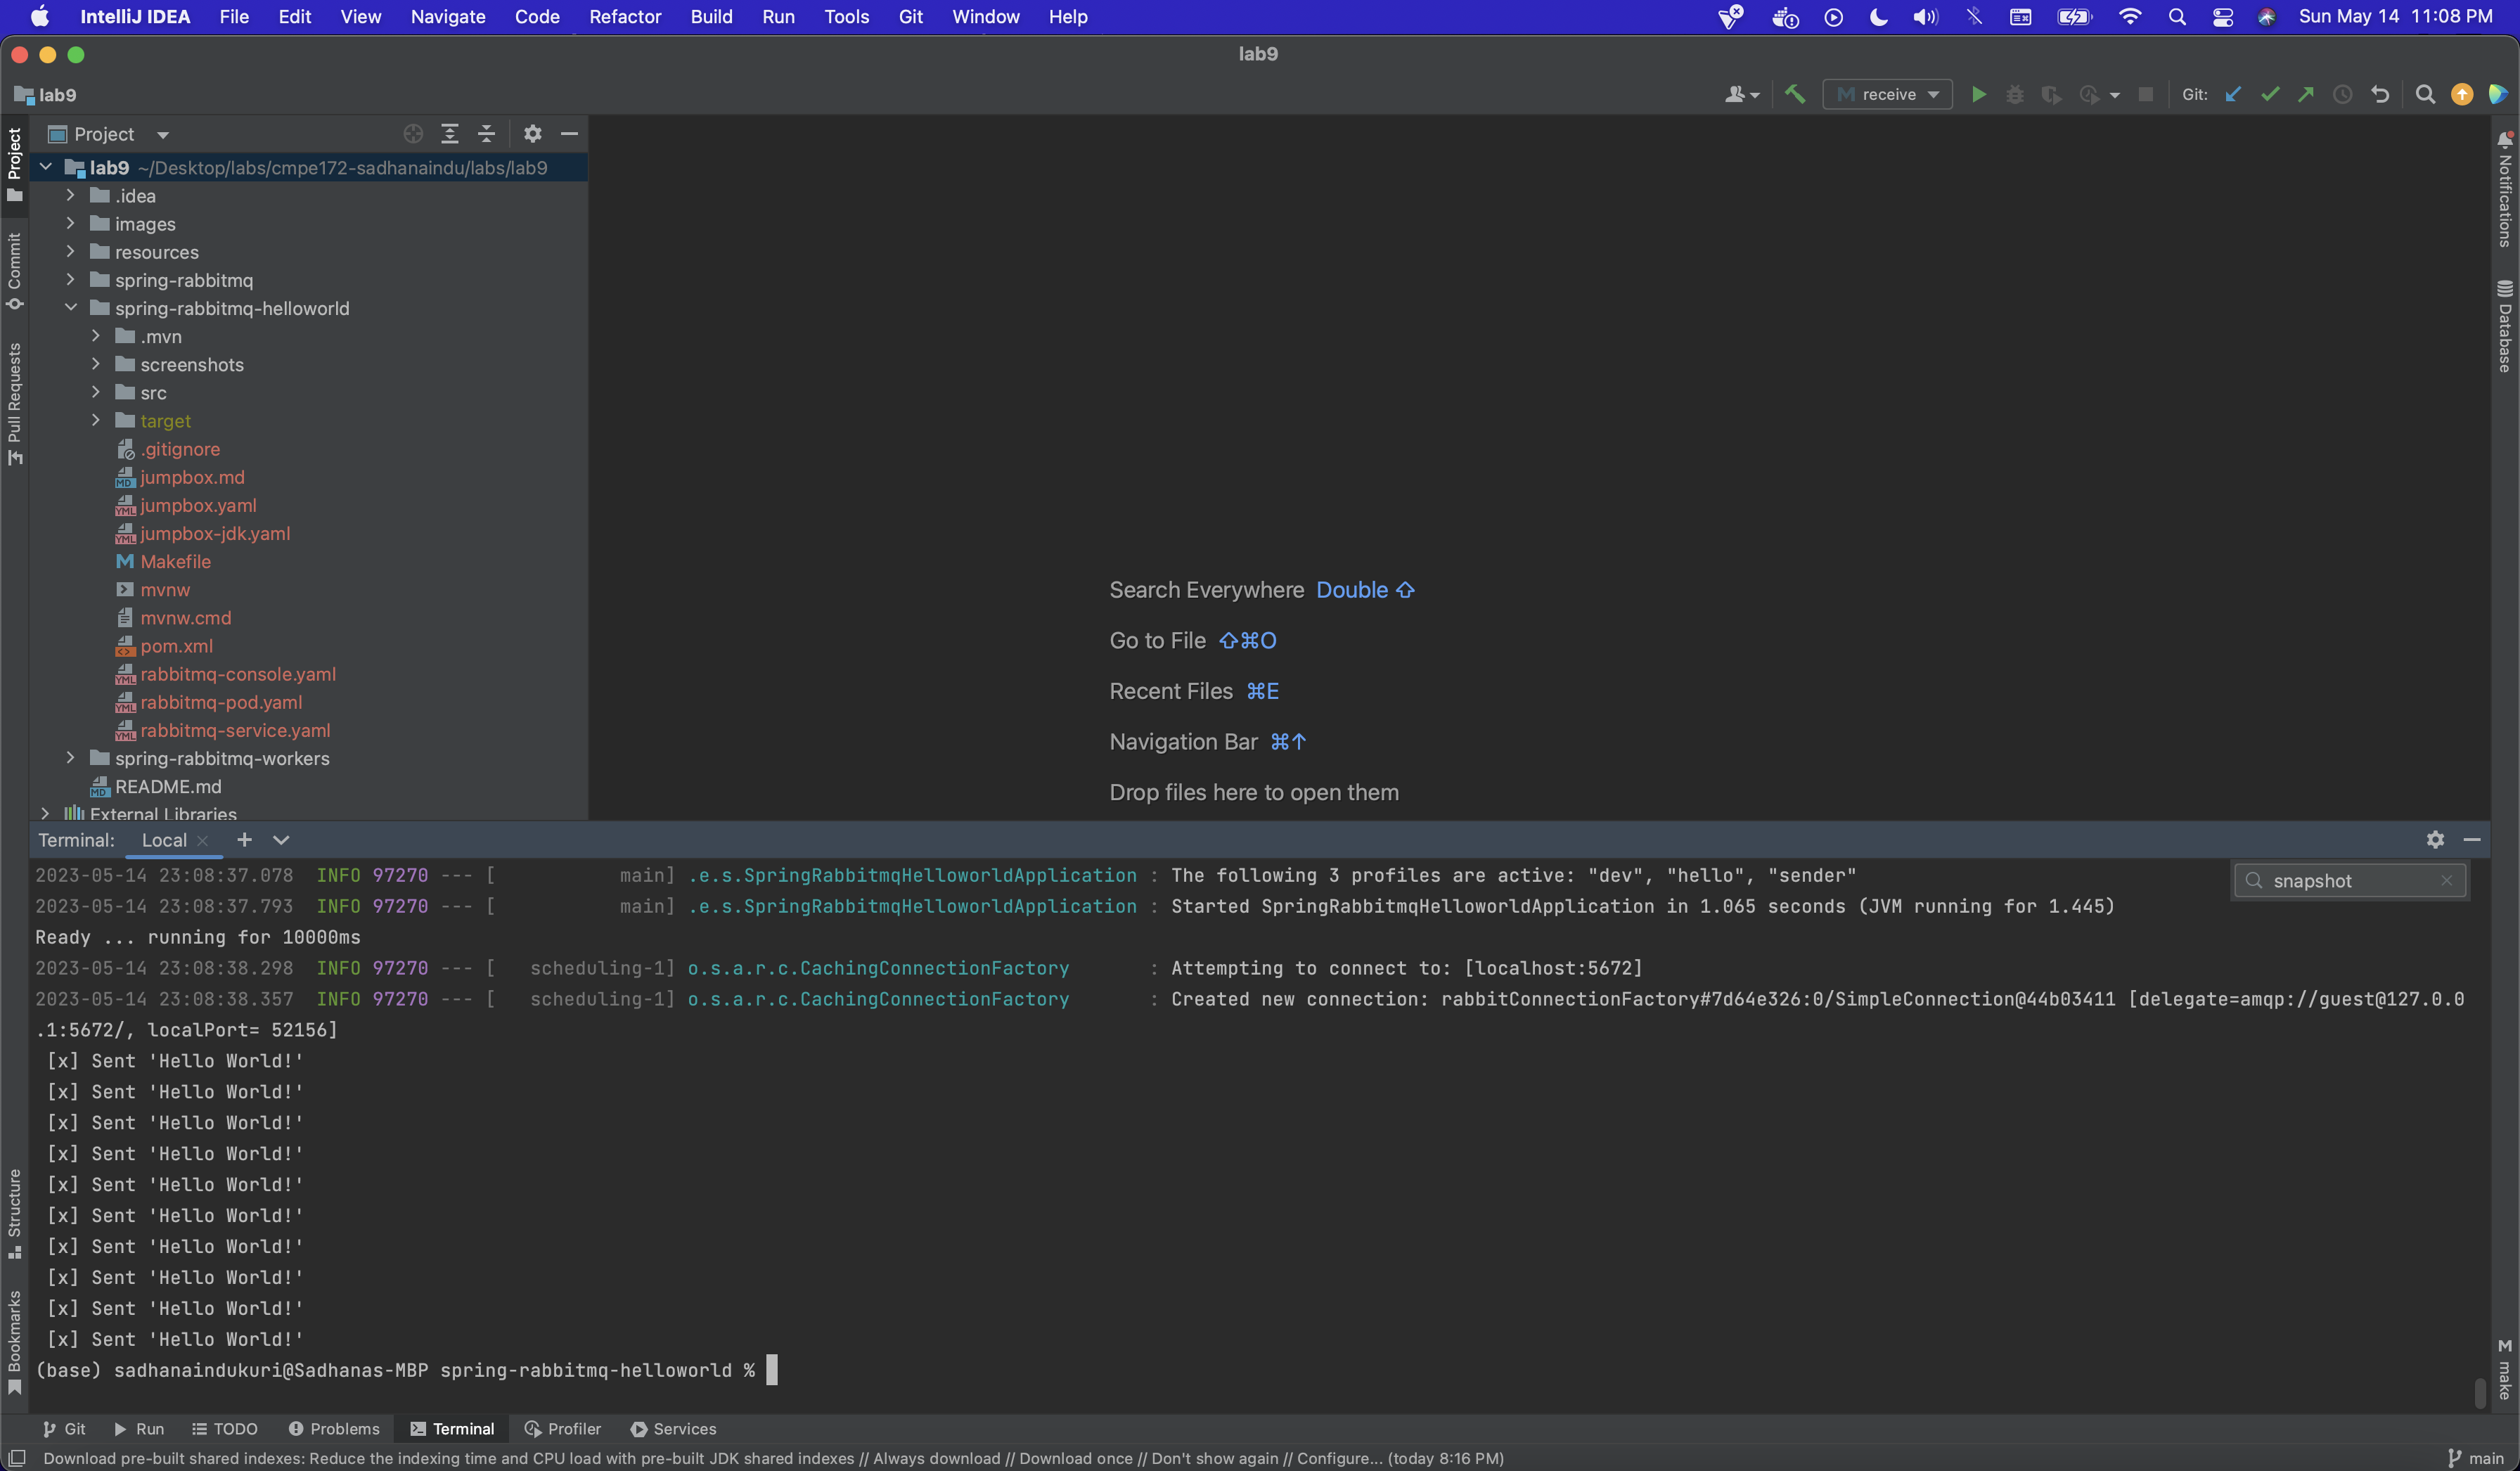 IntelliJ IDEA File Edit View Navigate Code Refactor Build Run Tools Git Window Help Sun May 14 11:08 PM
lab9
lab9 receive Git:
Project
lab9 ~/Desktop/labs/cmpe172-sadhanaindu/labs/lab9
.idea
images
resources
spring-rabbitmq
spring-rabbitmq-helloworld
.mvn
screenshots
src
target
.gitignore
jumpbox.md
jumpbox.yaml
jumpbox-jdk.yaml
Makefile
mvnw
mvnw.cmd
pom.xml
rabbitmq-console.yaml
rabbitmq-pod.yaml
rabbitmq-service.yaml
spring-rabbitmq-workers
README.md
External Libraries
Project
Commit
Pull Requests
Structure
Bookmarks
Search Everywhere Double ⇧
Go to File ⇧⌘O
Recent Files ⌘E
Navigation Bar ⌘↑
Drop files here to open them
Notifications
Database
make
Terminal: Local
snapshot
2023-05-14 23:08:37.078 INFO 97270 --- [ main] .e.s.SpringRabbitmqHelloworldApplication : The following 3 profiles are active: "dev", "hello", "sender"
2023-05-14 23:08:37.793 INFO 97270 --- [ main] .e.s.SpringRabbitmqHelloworldApplication : Started SpringRabbitmqHelloworldApplication in 1.065 seconds (JVM running for 1.445)
Ready ... running for 10000ms
2023-05-14 23:08:38.298 INFO 97270 --- [ scheduling-1] o.s.a.r.c.CachingConnectionFactory : Attempting to connect to: [localhost:5672]
2023-05-14 23:08:38.357 INFO 97270 --- [ scheduling-1] o.s.a.r.c.CachingConnectionFactory : Created new connection: rabbitConnectionFactory#7d64e326:0/SimpleConnection@44b03411 [delegate=amqp://guest@127.0.0
.1:5672/, localPort= 52156]
[x] Sent 'Hello World!'
[x] Sent 'Hello World!'
[x] Sent 'Hello World!'
[x] Sent 'Hello World!'
[x] Sent 'Hello World!'
[x] Sent 'Hello World!'
[x] Sent 'Hello World!'
[x] Sent 'Hello World!'
[x] Sent 'Hello World!'
[x] Sent 'Hello World!'
(base) sadhanaindukuri@Sadhanas-MBP spring-rabbitmq-helloworld %
Git Run TODO Problems Terminal Profiler Services
Download pre-built shared indexes: Reduce the indexing time and CPU load with pre-built JDK shared indexes // Always download // Download once // Don't show again // Configure... (today 8:16 PM) main